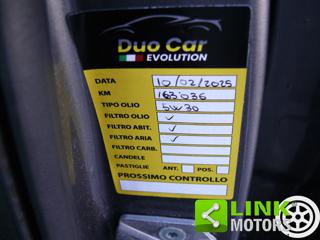 Duo Car
EVOLUTION
DATA 10/02/2025
KM 163'036
TIPO OLIO 5W30
FILTRO OLIO ✓
FILTRO ABIT. ✓
FILTRO ARIA ✓
FILTRO CARB.
CANDELE
PASTIGLIE ANT. POS.
PROSSIMO CONTROLLO
LINK
MOTORS